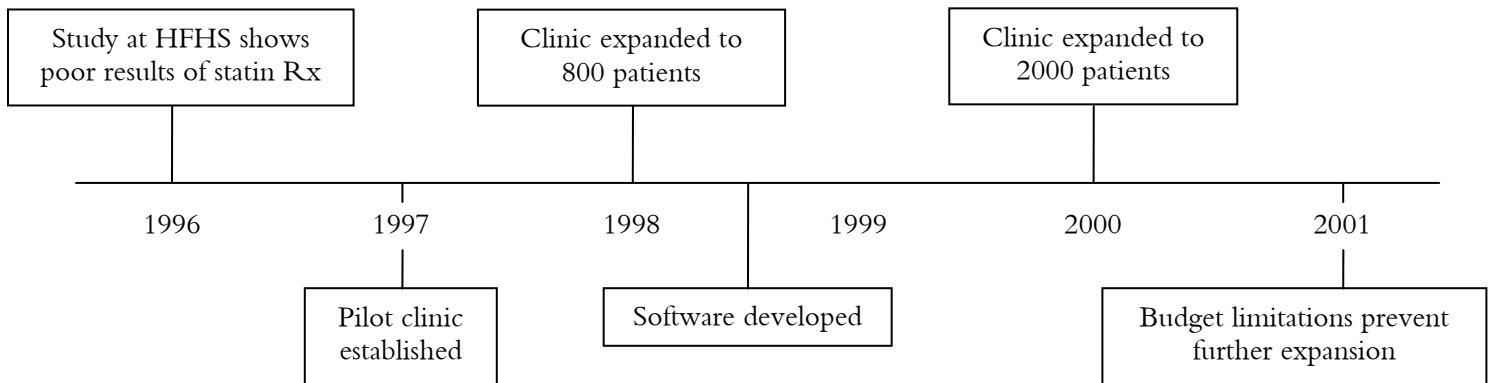 Study at HFHS shows
poor results of statin Rx
Clinic expanded to
800 patients
Clinic expanded to
2000 patients
1996
1997
1998
1999
2000
2001
Pilot clinic
established
Software developed
Budget limitations prevent
further expansion